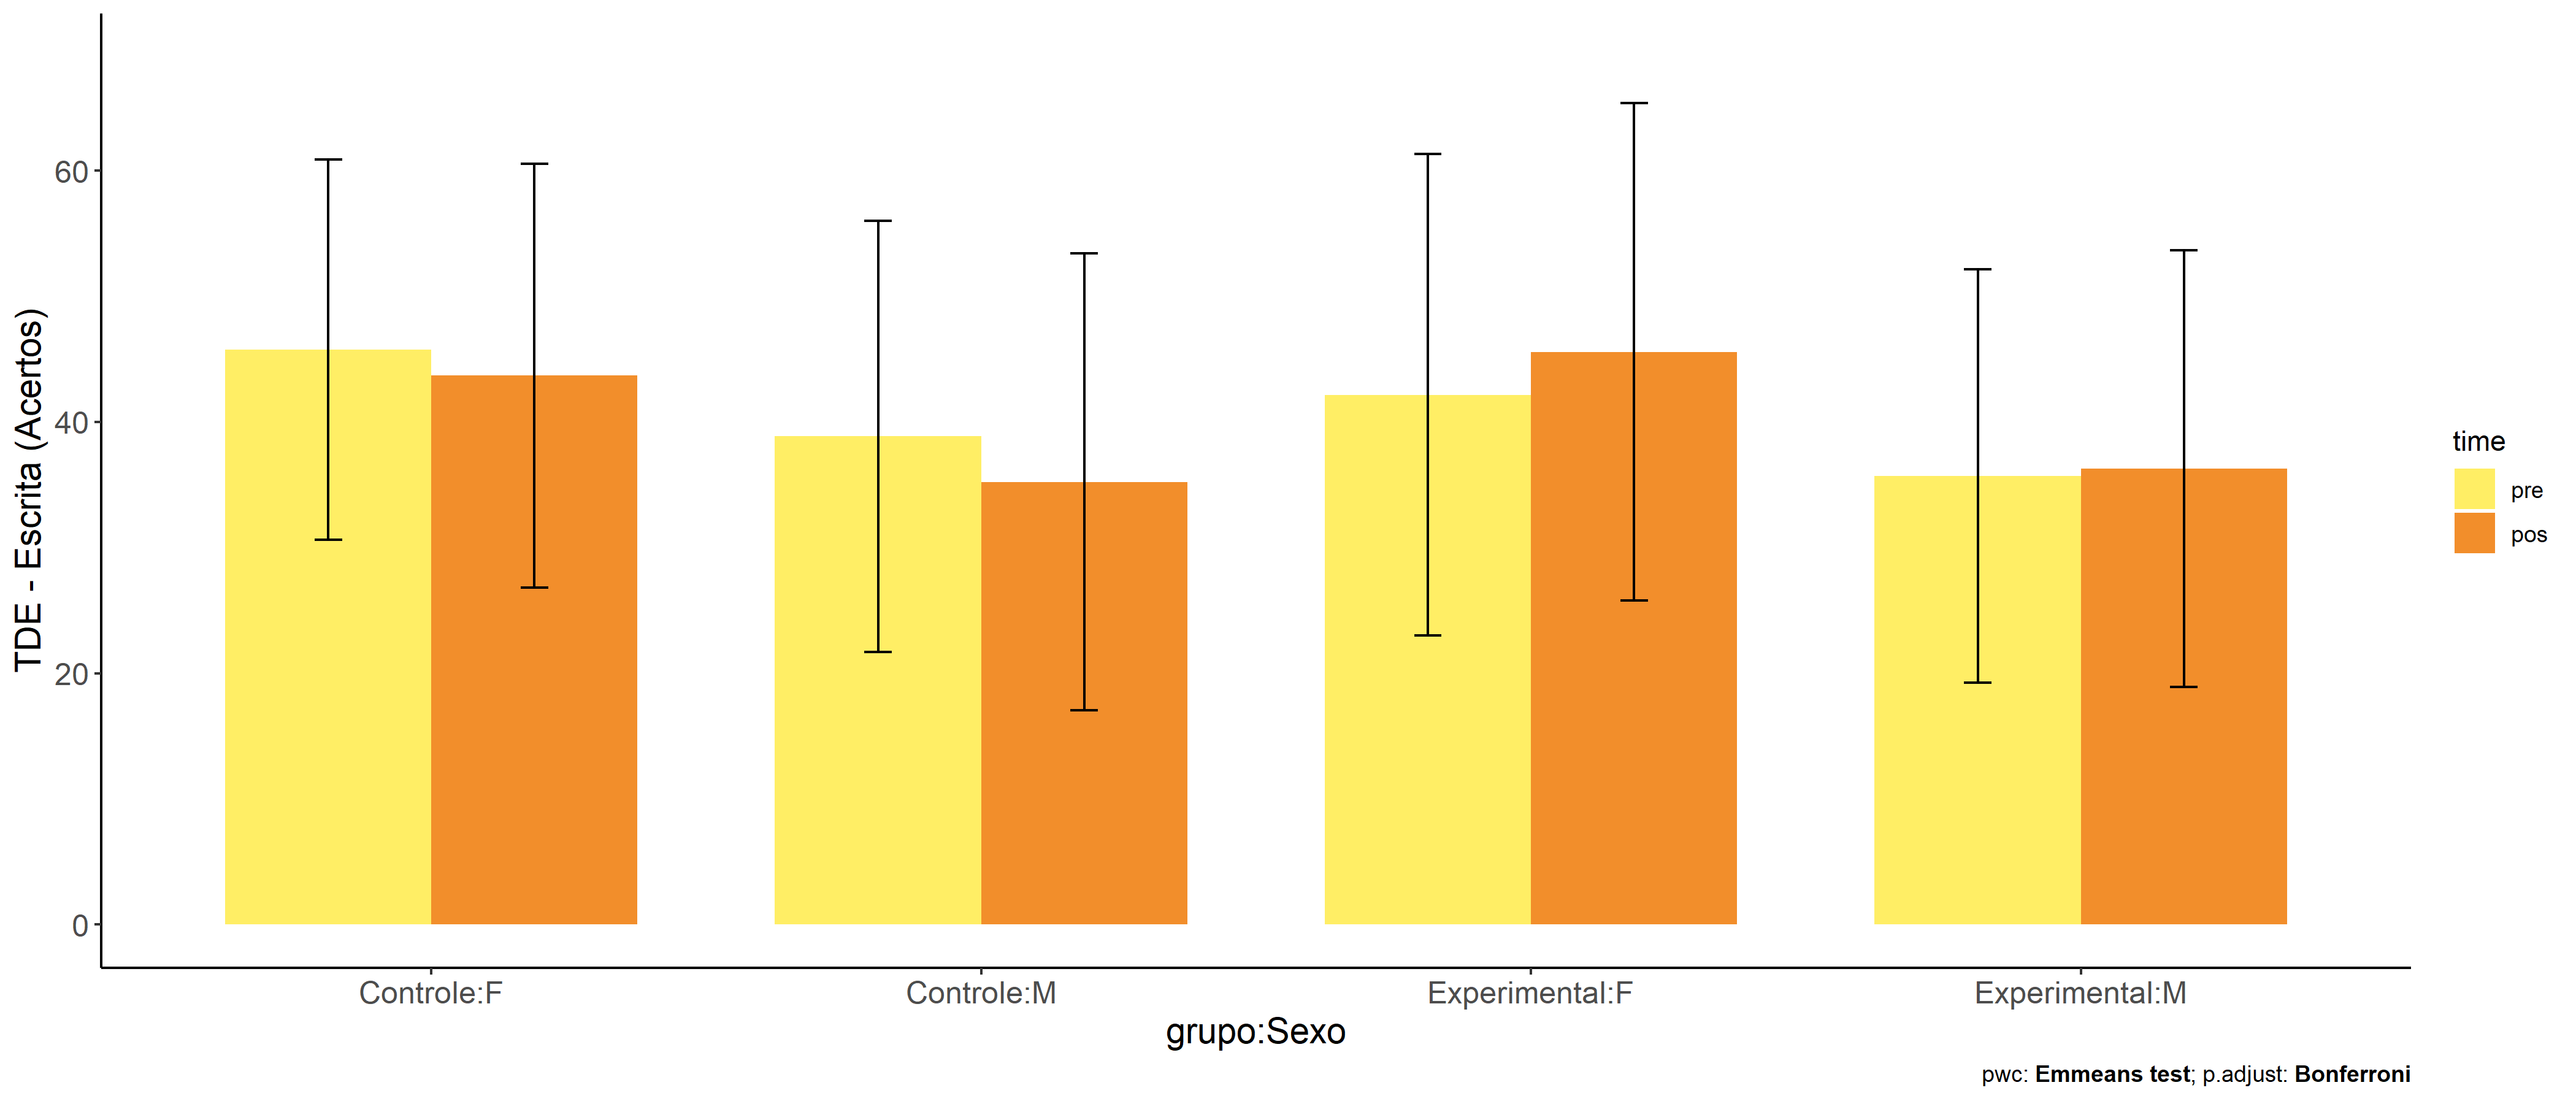 TDE - Escrita (Acertos)
60
40
20
0
Controle:F
Controle:M
Experimental:F
Experimental:M
grupo:Sexo
time
pre
pos
pwc: Emmeans test; p.adjust: Bonferroni